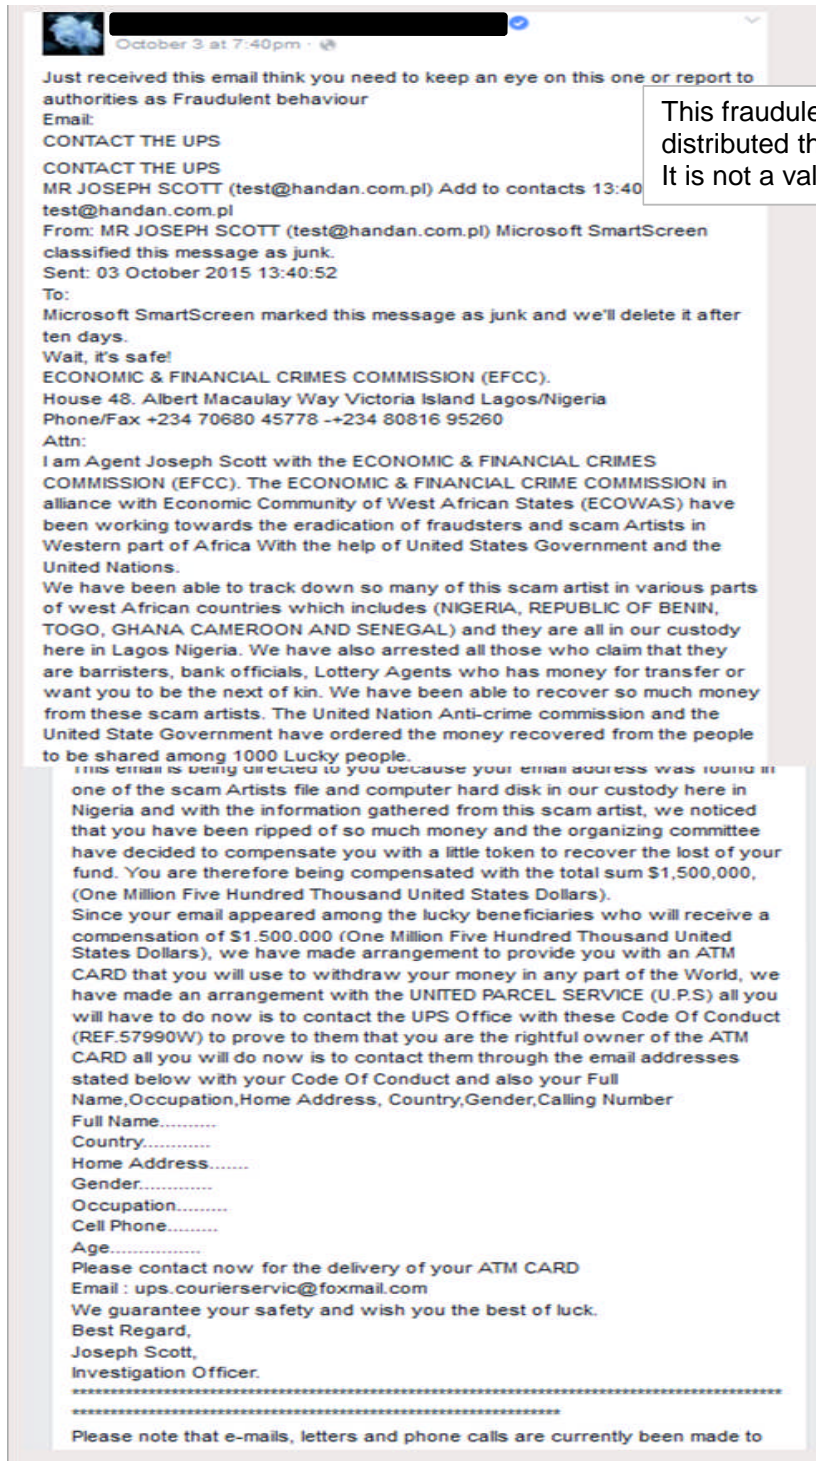 October 3 at 7:40pm ·
Just received this email think you need to keep an eye on this one or report to
authorities as Fraudulent behaviour
Email:
CONTACT THE UPS
CONTACT THE UPS
MR JOSEPH SCOTT (test@handan.com.pl) Add to contacts 13:40
test@handan.com.pl
From: MR JOSEPH SCOTT (test@handan.com.pl) Microsoft SmartScreen
classified this message as junk.
Sent: 03 October 2015 13:40:52
To:
Microsoft SmartScreen marked this message as junk and we'll delete it after
ten days.
Wait, it's safe!
ECONOMIC & FINANCIAL CRIMES COMMISSION (EFCC).
House 48. Albert Macaulay Way Victoria Island Lagos/Nigeria
Phone/Fax +234 70680 45778 -+234 80816 95260
Attn:
I am Agent Joseph Scott with the ECONOMIC & FINANCIAL CRIMES
COMMISSION (EFCC). The ECONOMIC & FINANCIAL CRIME COMMISSION in
alliance with Economic Community of West African States (ECOWAS) have
been working towards the eradication of fraudsters and scam Artists in
Western part of Africa With the help of United States Government and the
United Nations.
We have been able to track down so many of this scam artist in various parts
of west African countries which includes (NIGERIA, REPUBLIC OF BENIN,
TOGO, GHANA CAMEROON AND SENEGAL) and they are all in our custody
here in Lagos Nigeria. We have also arrested all those who claim that they
are barristers, bank officials, Lottery Agents who has money for transfer or
want you to be the next of kin. We have been able to recover so much money
from these scam artists. The United Nation Anti-crime commission and the
United State Government have ordered the money recovered from the people
to be shared among 1000 Lucky people.
This email is being directed to you because your email address was found in
one of the scam Artists file and computer hard disk in our custody here in
Nigeria and with the information gathered from this scam artist, we noticed
that you have been ripped of so much money and the organizing committee
have decided to compensate you with a little token to recover the lost of your
fund. You are therefore being compensated with the total sum $1,500,000,
(One Million Five Hundred Thousand United States Dollars).
Since your email appeared among the lucky beneficiaries who will receive a
compensation of $1.500.000 (One Million Five Hundred Thousand United
States Dollars), we have made arrangement to provide you with an ATM
CARD that you will use to withdraw your money in any part of the World, we
have made an arrangement with the UNITED PARCEL SERVICE (U.P.S) all you
will have to do now is to contact the UPS Office with these Code Of Conduct
(REF.57990W) to prove to them that you are the rightful owner of the ATM
CARD all you will do now is to contact them through the email addresses
stated below with your Code Of Conduct and also your Full
Name,Occupation,Home Address, Country,Gender,Calling Number
Full Name..........
Country............
Home Address.......
Gender.............
Occupation.........
Cell Phone.........
Age................
Please contact now for the delivery of your ATM CARD
Email : ups.courierservic@foxmail.com
We guarantee your safety and wish you the best of luck.
Best Regard,
Joseph Scott,
Investigation Officer.
********************************************************************************************
***************************************************************
Please note that e-mails, letters and phone calls are currently been made to
This
distributed
It is not a